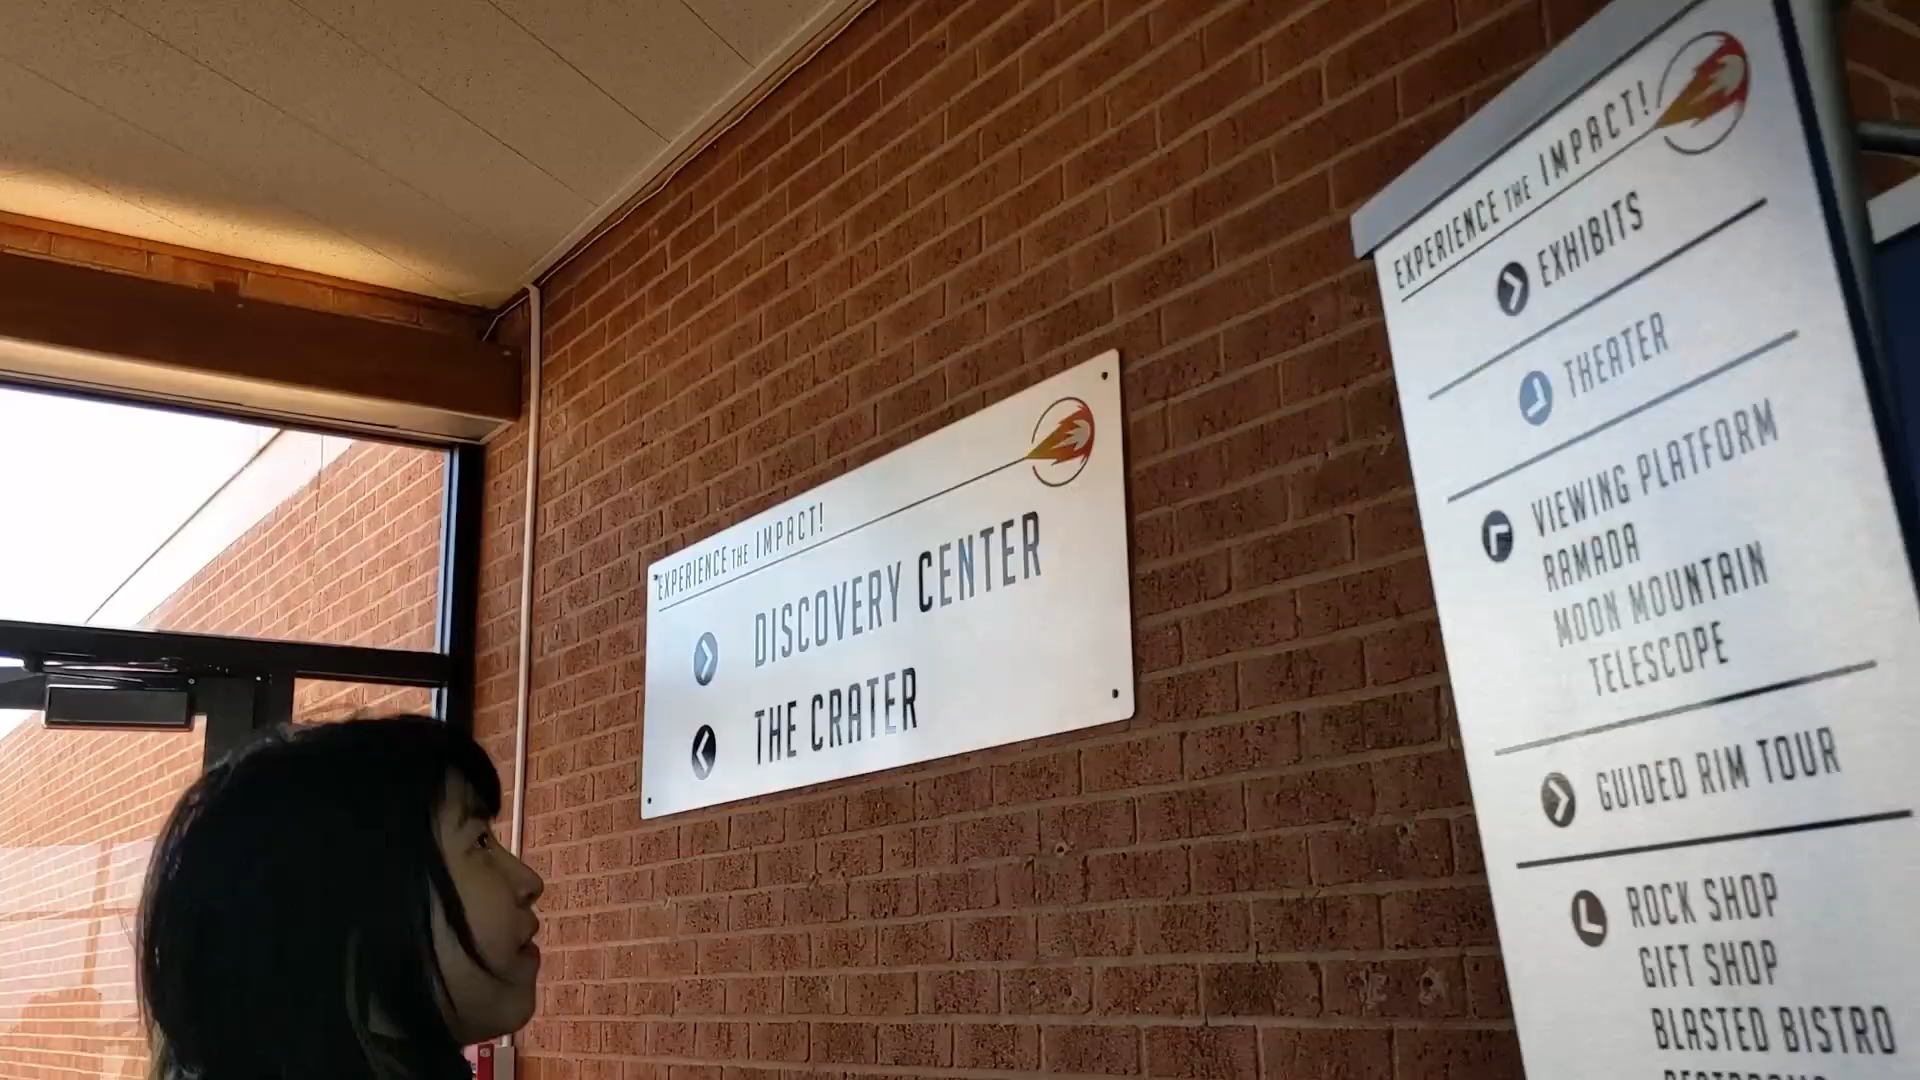 EXPERIENCE THE IMPACT!
DISCOVERY CENTER
THE CRATER
EXPERIENCE THE IMPACT!
EXHIBITS
THEATER
VIEWING PLATFORM
RAMADA
MOON MOUNTAIN
TELESCOPE
GUIDED RIM TOUR
ROCK SHOP
GIFT SHOP
BLASTED BISTRO